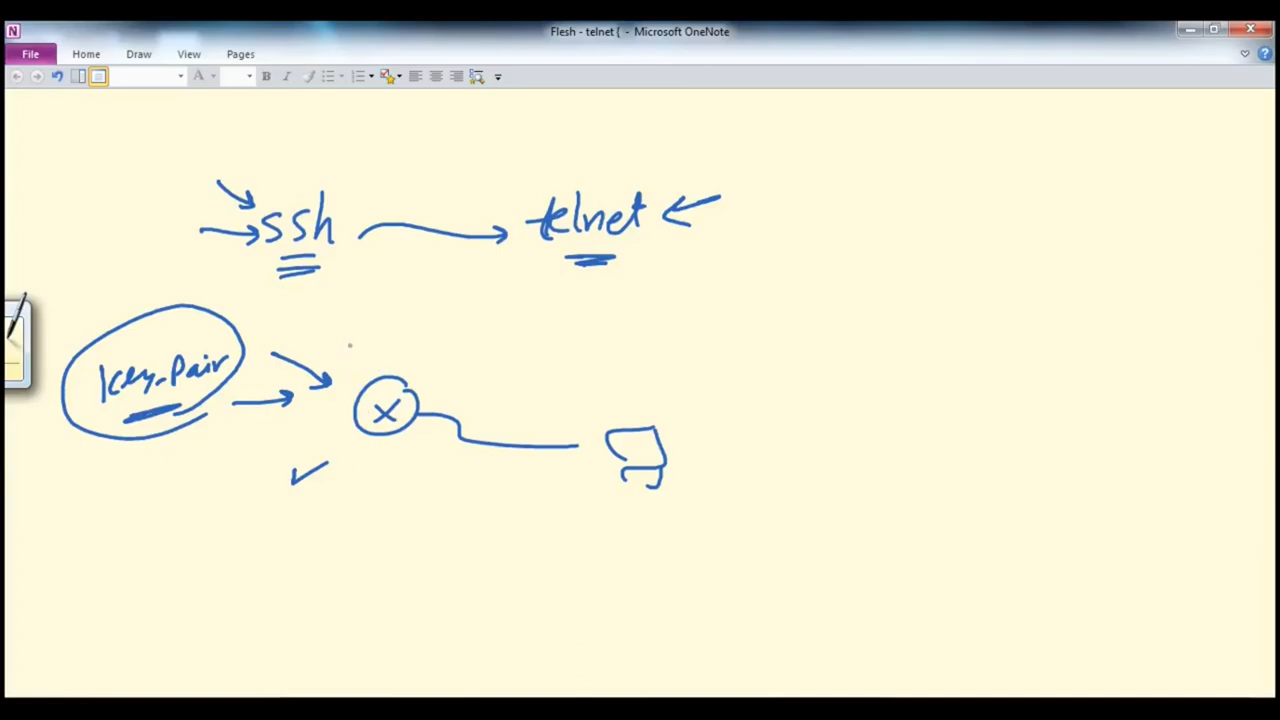 Flesh - telnet { - Microsoft OneNote
File Home Draw View Pages
A B I
ssh telnet
key-Pair